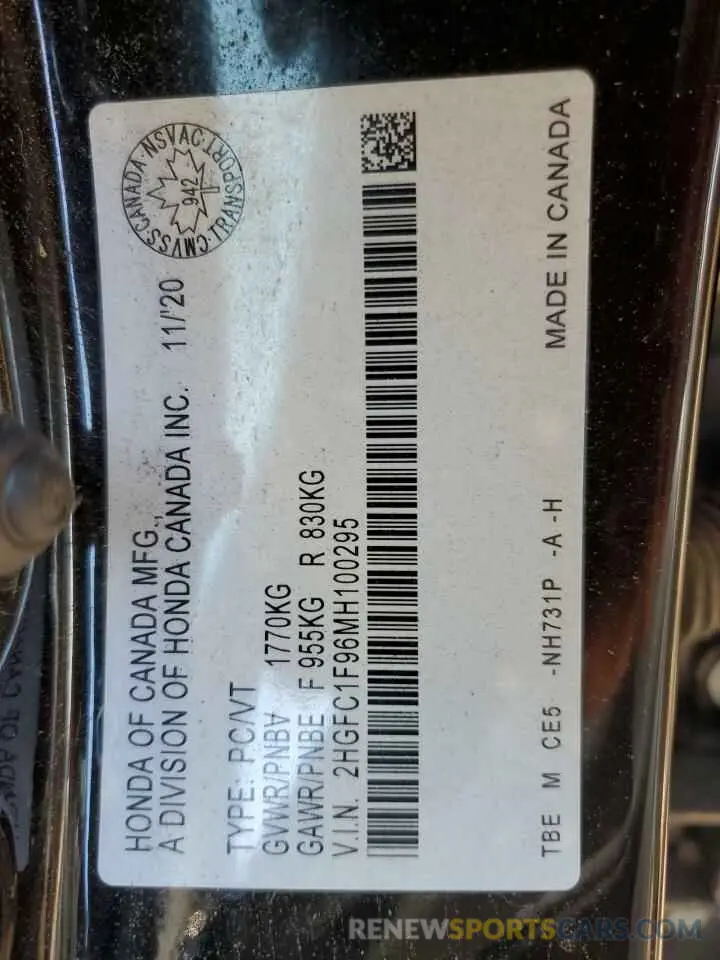 HONDA OF CANADA MFG.,
A DIVISION OF HONDA CANADA INC. 11/'20
CMVSS·CANADA·NSVAC·TRANSPORT·
942
TYPE: PC/VT
GVWR/PNBV 1770KG
GAWR/PNBE F 955KG R 830KG
V.I.N. 2HGFC1F96MH100295
TBE M CE5 -NH731P -A -H MADE IN CANADA
RENEWSPORTSCARS.COM